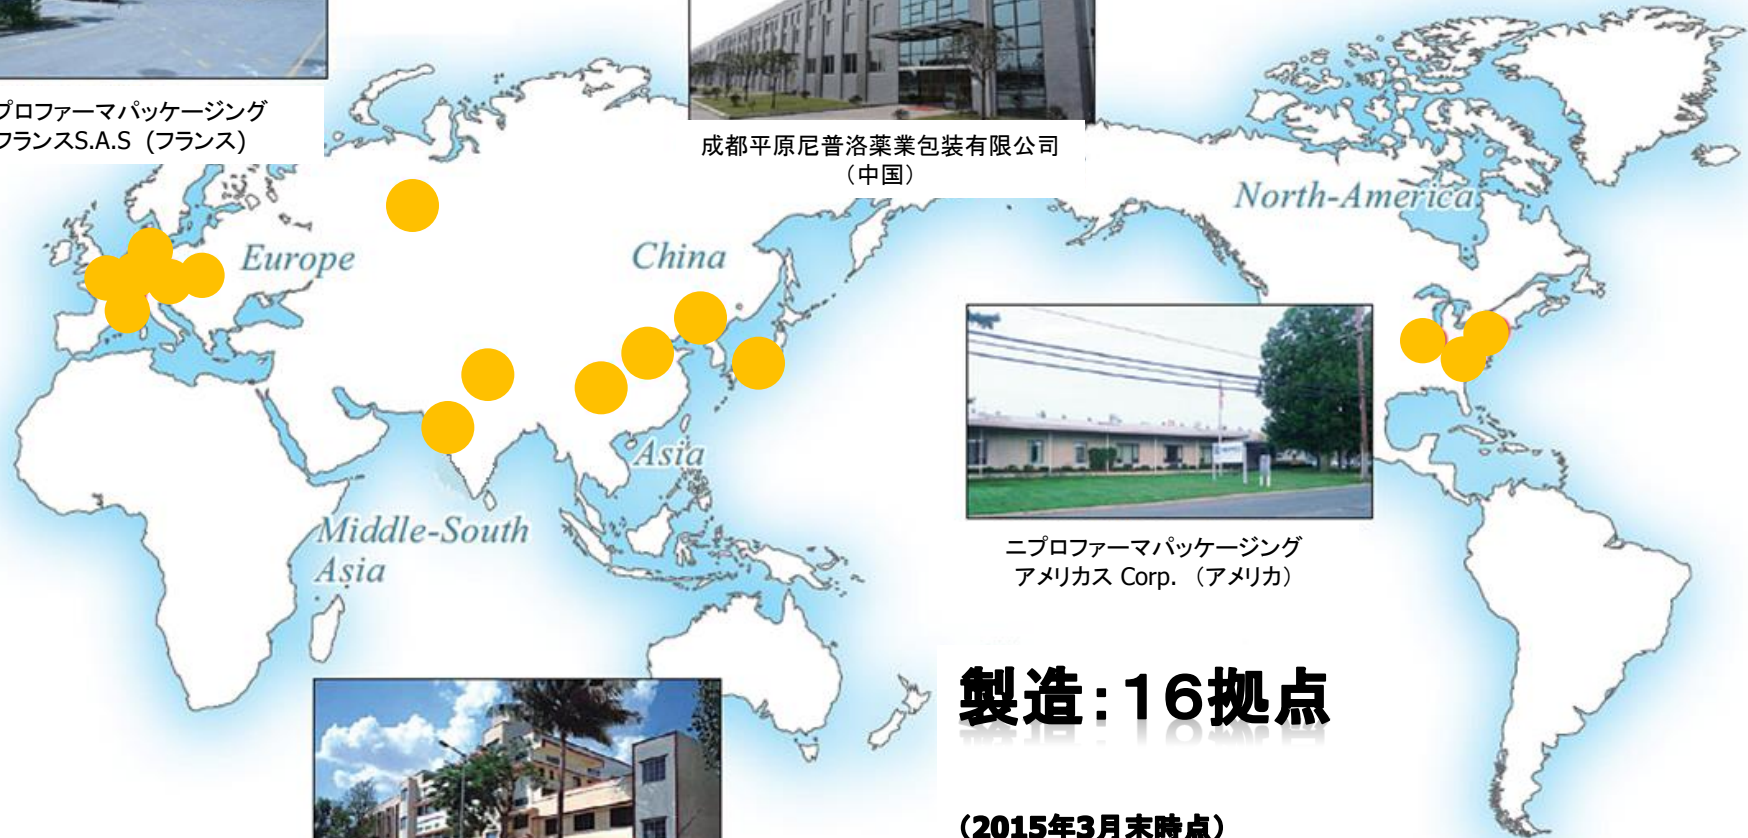 プロファーマパッケージング
フランスS.A.S (フランス)
成都平原尼普洛薬業包装有限公司
(中国)
North-America
Europe
China
Asia
Middle-South
Asia
ニプロファーマパッケージング
アメリカス Corp. (アメリカ)
製造:16拠点
(2015年3月末時点)